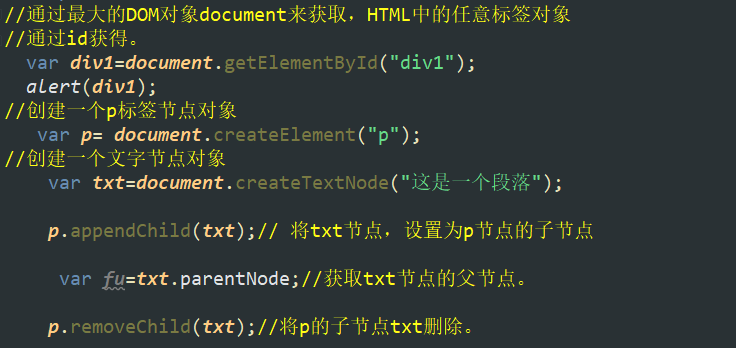 //通过最大的DOM对象document来获取，HTML中的任意标签对象
//通过id获得。
var div1=document.getElementById("div1");
alert(div1);
//创建一个p标签节点对象
var p= document.createElement("p");
//创建一个文字节点对象
var txt=document.createTextNode("这是一个段落");
p.appendChild(txt);// 将txt节点，设置为p节点的子节点
var fu=txt.parentNode;//获取txt节点的父节点。
p.removeChild(txt);//将p的子节点txt删除。